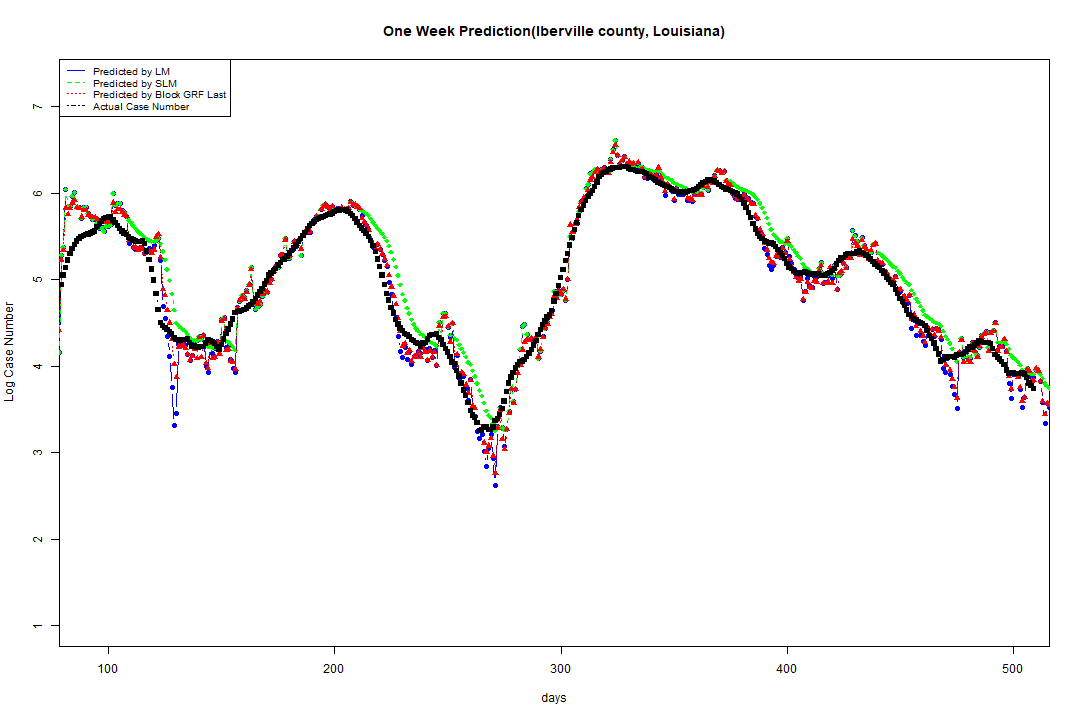 One Week Prediction(Iberville county, Louisiana)
Predicted by LM
Predicted by SLM
Predicted by Block GRF Last
Actual Case Number
7
6
5
4
3
2
1
Log Case Number
100 200 300 400 500
days